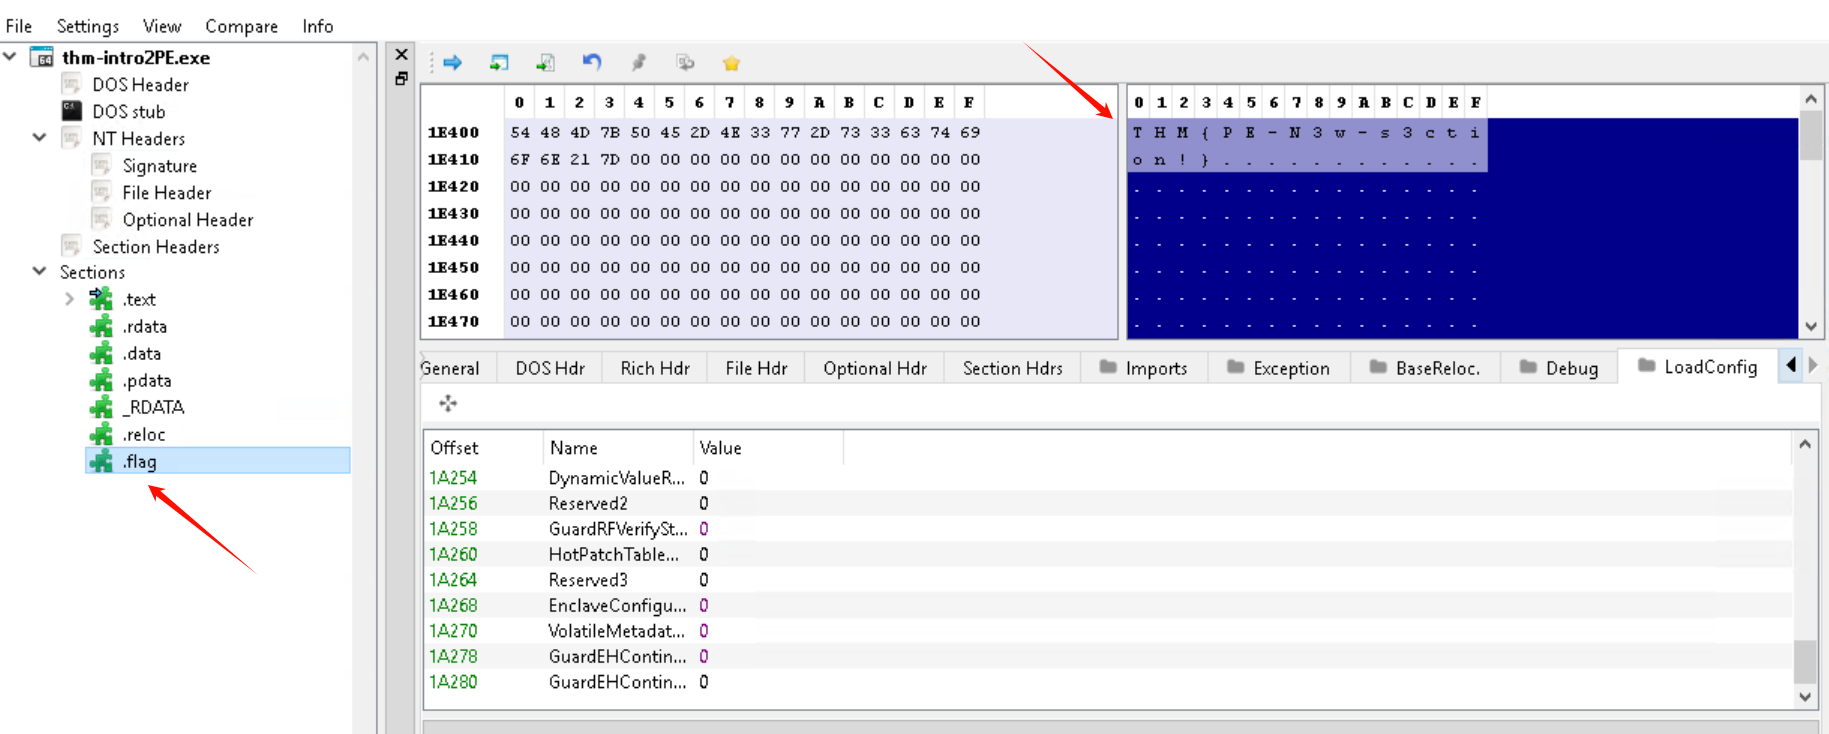 File Settings View Compare Info
thm-intro2PE.exe
DOS Header
DOS stub
NT Headers
Signature
File Header
Optional Header
Section Headers
Sections
.text
.rdata
.data
.pdata
_RDATA
.reloc
.flag
0 1 2 3 4 5 6 7 8 9 A B C D E F
1E400 54 48 4D 7B 50 45 2D 4E 33 77 2D 73 33 63 74 69
1E410 6F 6E 21 7D 00 00 00 00 00 00 00 00 00 00 00 00
1E420 00 00 00 00 00 00 00 00 00 00 00 00 00 00 00 00
1E430 00 00 00 00 00 00 00 00 00 00 00 00 00 00 00 00
1E440 00 00 00 00 00 00 00 00 00 00 00 00 00 00 00 00
1E450 00 00 00 00 00 00 00 00 00 00 00 00 00 00 00 00
1E460 00 00 00 00 00 00 00 00 00 00 00 00 00 00 00 00
1E470 00 00 00 00 00 00 00 00 00 00 00 00 00 00 00 00
0 1 2 3 4 5 6 7 8 9 A B C D E F
T H M { P E - N 3 w - s 3 c t i
o n ! } . . . . . . . . . . . .
. . . . . . . . . . . . . . . .
. . . . . . . . . . . . . . . .
. . . . . . . . . . . . . . . .
. . . . . . . . . . . . . . . .
. . . . . . . . . . . . . . . .
. . . . . . . . . . . . . . . .
General DOS Hdr Rich Hdr File Hdr Optional Hdr Section Hdrs Imports Exception BaseReloc. Debug LoadConfig
Offset Name Value
1A254 DynamicValueR... 0
1A256 Reserved2 0
1A258 GuardRFVerifySt... 0
1A260 HotPatchTable... 0
1A264 Reserved3 0
1A268 EnclaveConfigu... 0
1A270 VolatileMetadat... 0
1A278 GuardEHContin... 0
1A280 GuardEHContin... 0